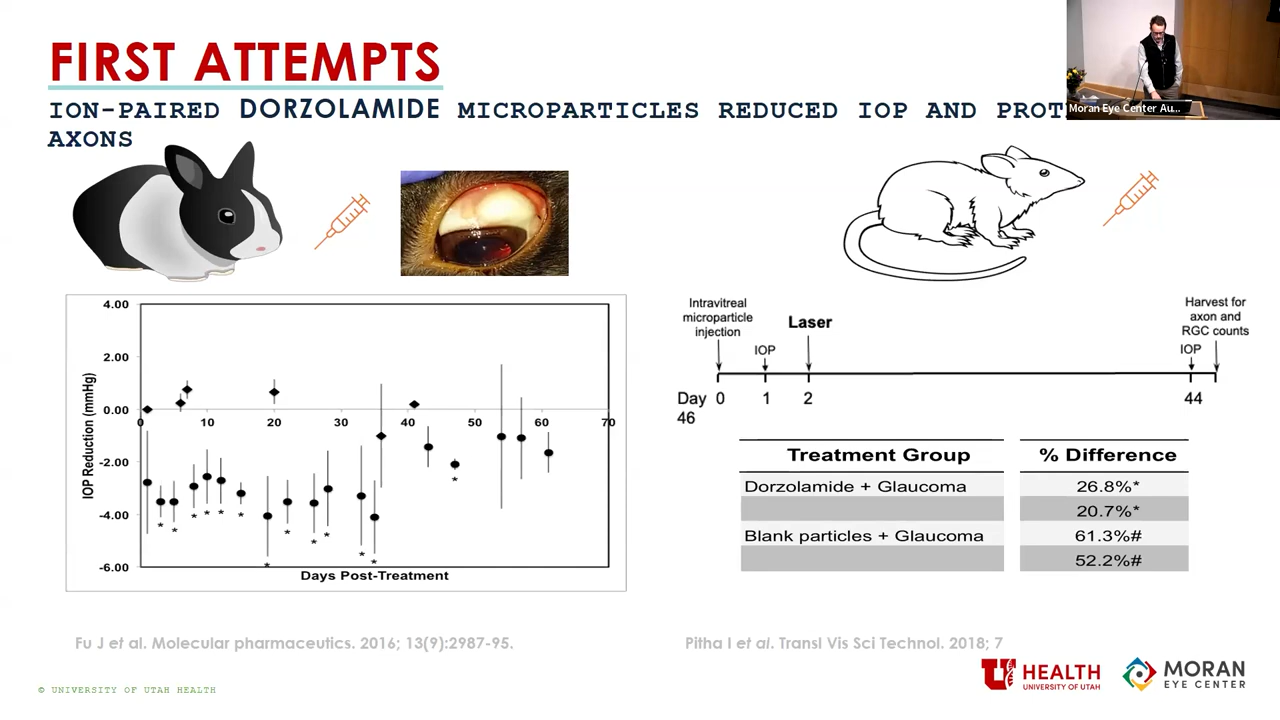 FIRST ATTEMPTS
ION-PAIRED DORZOLAMIDE MICROPARTICLES REDUCED IOP AND PROT
AXONS
Moran Eye Center Au...
4.00
2.00
0.00
-2.00
-4.00
-6.00
IOP Reduction (mmHg)
0 10 20 30 40 50 60 70
* * * * * * * * * * * * *
Days Post-Treatment
Intravitreal
microparticle
injection
IOP
Laser
Harvest for
axon and
RGC counts
IOP
Day 0 1 2 44
46
Treatment Group % Difference
Dorzolamide + Glaucoma 26.8%*
20.7%*
Blank particles + Glaucoma 61.3%#
52.2%#
Fu J et al. Molecular pharmaceutics. 2016; 13(9):2987-95.
Pitha I et al. Transl Vis Sci Technol. 2018; 7
© UNIVERSITY OF UTAH HEALTH
U HEALTH
UNIVERSITY OF UTAH
MORAN
EYE CENTER